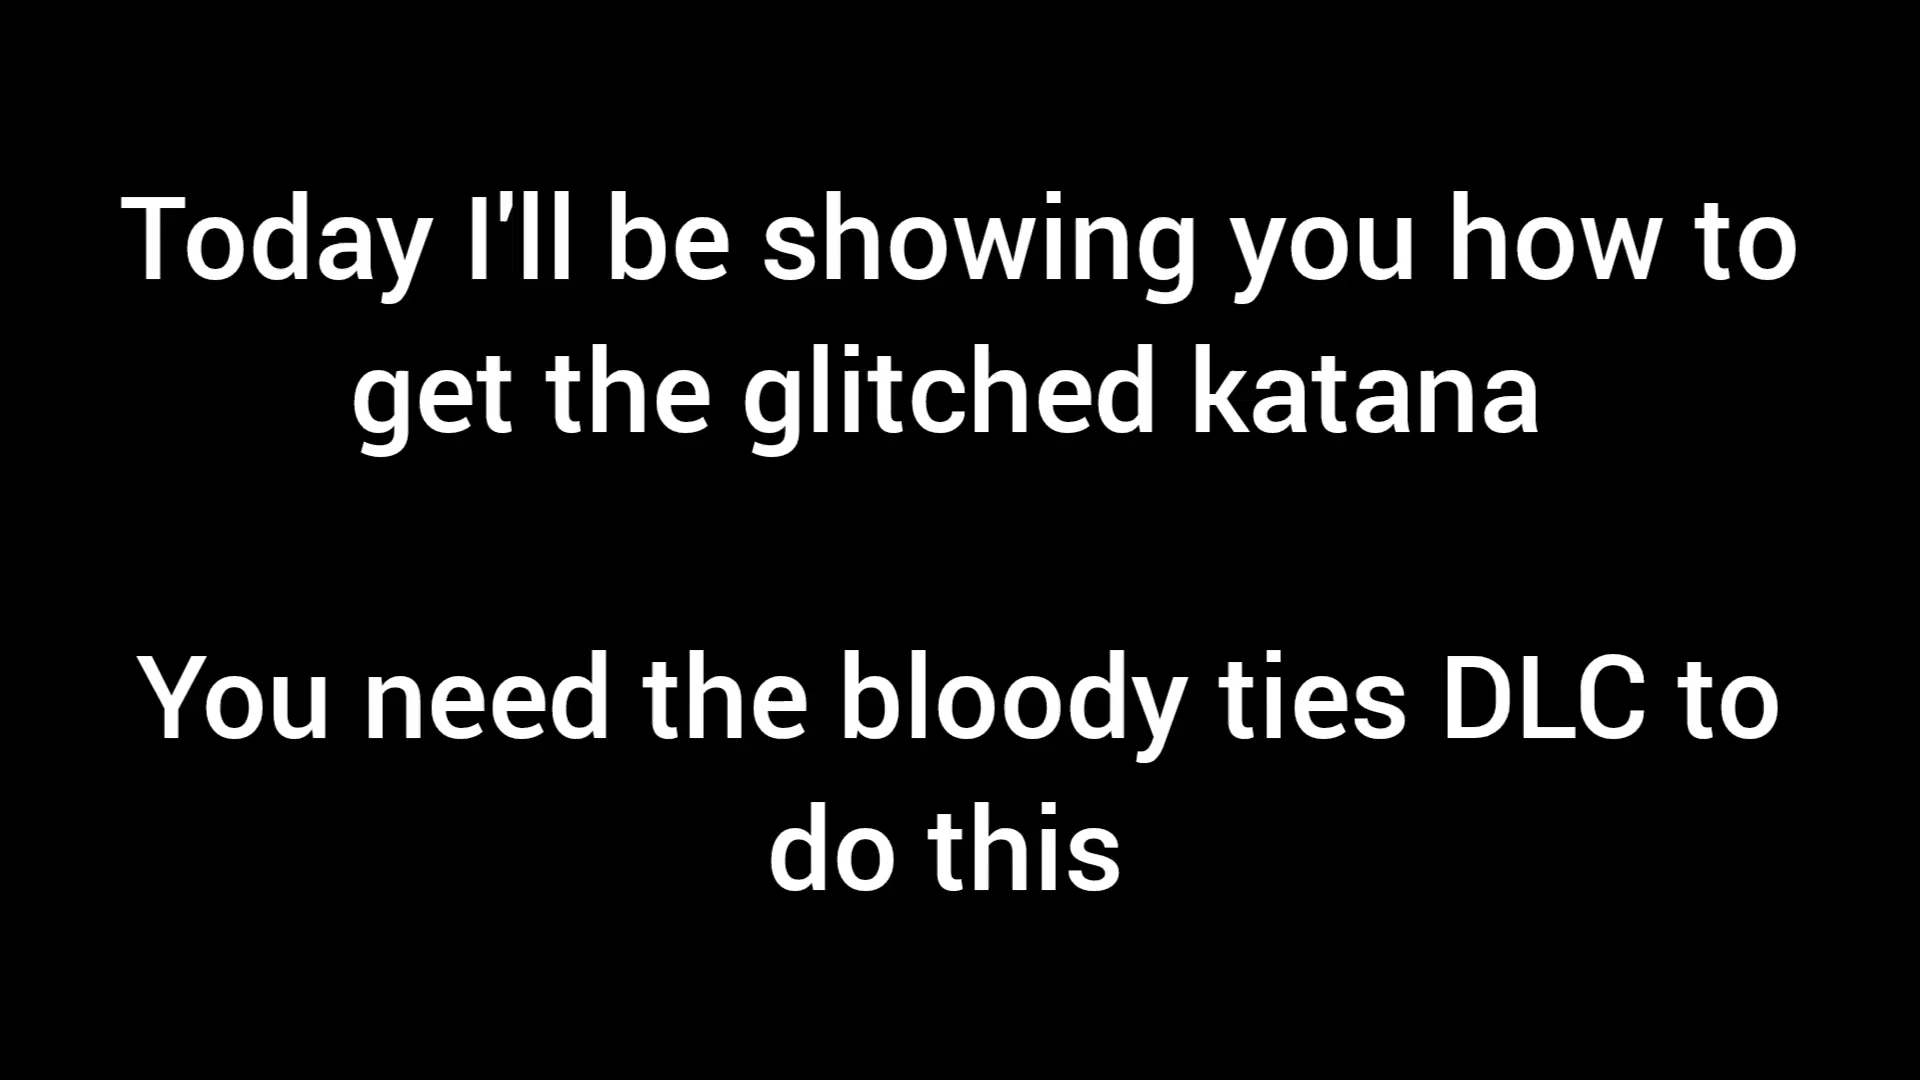 Today I'll be showing you how to
get the glitched katana
You need the bloody ties DLC to
do this